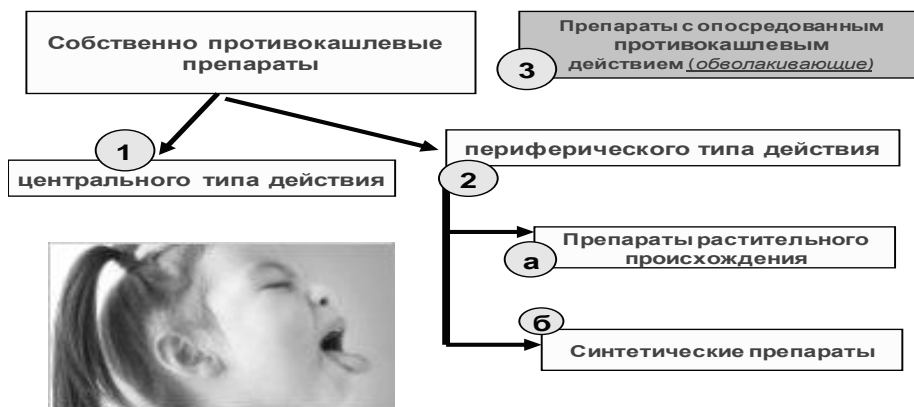 Собственно противокашлевые
препараты
Препараты с опосредованным
противокашлевым
действием (обволакивающие)
3
1
центрального типа действия
периферического типа действия
2
Препараты растительного
происхождения
а
б
Синтетические препараты